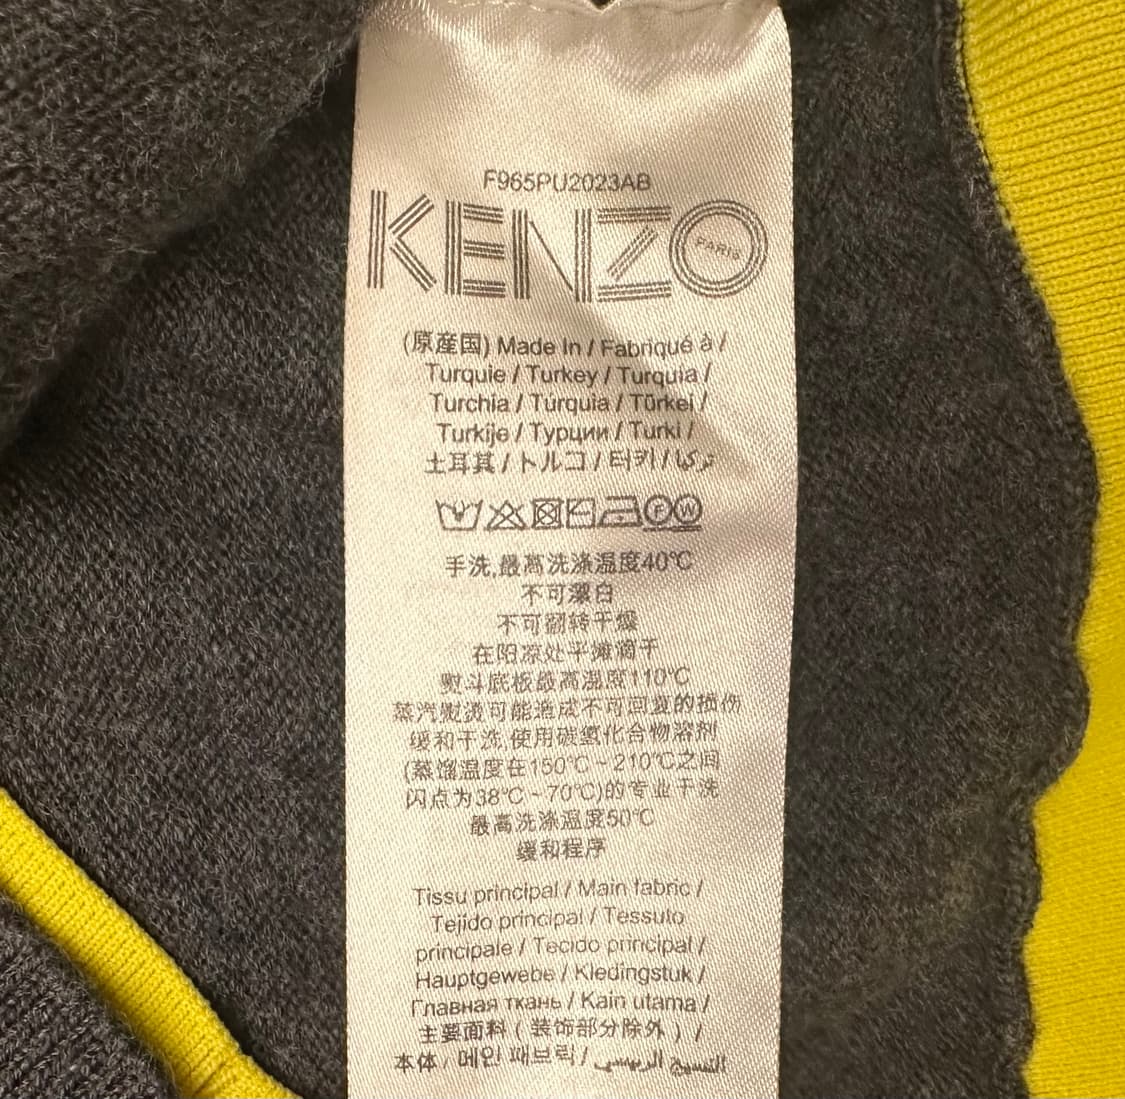 F965PU2023AB
KENZO
PARIS
(原産国) Made In / Fabriqué à /
Turquie / Turkey / Turquia /
Turchia / Turquia / Türkei /
Turkije / Турции / Turki /
土耳其 / トルコ / 터키 / تركيا
F W
手洗,最高洗涤温度40℃
不可漂白
不可翻转干燥
在阴凉处平摊滴干
熨斗底板最高温度110℃
蒸汽熨烫可能造成不可回复的损伤
缓和干洗,使用碳氢化合物溶剂
(蒸馏温度在150℃~210℃之间
闪点为38℃~70℃)的专业干洗
最高洗涤温度50℃
缓和程序
Tissu principal / Main fabric /
Tejido principal / Tessuto
principale / Tecido principal /
Hauptgewebe / Kledingstuk /
Главная ткань / Kain utama /
主要面料 ( 装饰部分除外 ) /
本体 / 메인 패브릭 / النسيج الرئيسي